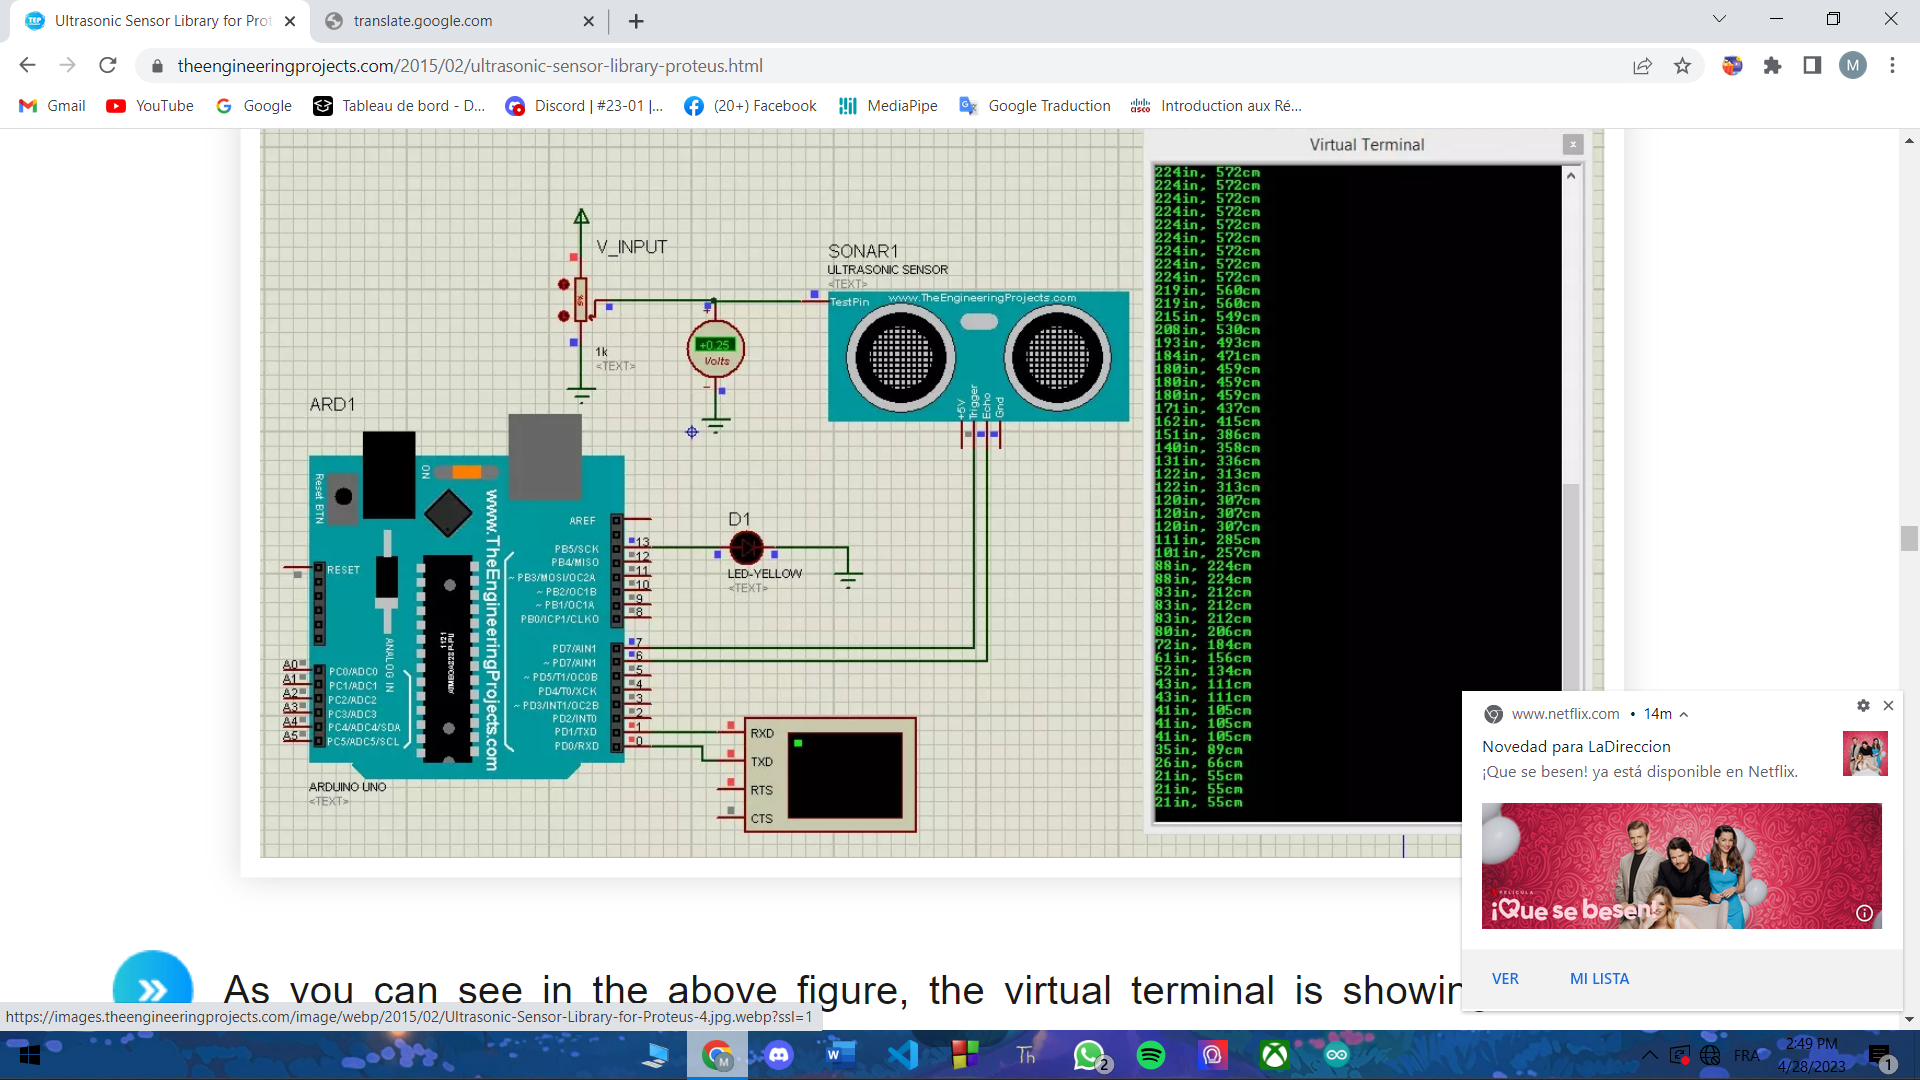 Ultrasonic Sensor Library for Prot
translate.google.com
theengineeringprojects.com/2015/02/ultrasonic-sensor-library-proteus.html
M
Gmail
YouTube
Google
Tableau de bord - D...
Discord | #23-01 |...
(20+) Facebook
MediaPipe
Google Traduction
Introduction aux Ré...
V_INPUT
1k
<TEXT>
+0.25
Volts
SONAR1
ULTRASONIC SENSOR
<TEXT>
TestPin
www.TheEngineeringProjects.com
+5V
Trigger
Echo
Gnd
ARD1
Reset BTN
ON
www.TheEngineeringProjects.com
RESET
ANALOG IN
AREF
PB5/SCK 13
PB4/MISO 12
~ PB3/MOSI/OC2A 11
~ PB2/OC1B 10
~ PB1/OC1A 9
PB0/ICP1/CLKO 8
PD7/AIN1 7
~ PD7/AIN1 6
~ PD5/T1/OC0B 5
PD4/T0/XCK 4
~ PD3/INT1/OC2B 3
PD2/INT0 2
PD1/TXD 1
PD0/RXD 0
A0 PC0/ADC0
A1 PC1/ADC1
A2 PC2/ADC2
A3 PC3/ADC3
A4 PC4/ADC4/SDA
A5 PC5/ADC5/SCL
ARDUINO UNO
<TEXT>
D1
LED-YELLOW
<TEXT>
RXD
TXD
RTS
CTS
Virtual Terminal
224in, 572cm
224in, 572cm
224in, 572cm
224in, 572cm
224in, 572cm
224in, 572cm
224in, 572cm
224in, 572cm
224in, 572cm
219in, 560cm
219in, 560cm
215in, 549cm
208in, 530cm
193in, 493cm
184in, 471cm
180in, 459cm
180in, 459cm
180in, 459cm
171in, 437cm
162in, 415cm
151in, 386cm
140in, 358cm
131in, 336cm
122in, 313cm
122in, 313cm
120in, 307cm
120in, 307cm
120in, 307cm
111in, 285cm
101in, 257cm
88in, 224cm
88in, 224cm
83in, 212cm
83in, 212cm
83in, 212cm
80in, 206cm
72in, 184cm
61in, 156cm
52in, 134cm
43in, 111cm
43in, 111cm
41in, 105cm
41in, 105cm
41in, 105cm
35in, 89cm
26in, 66cm
21in, 55cm
21in, 55cm
21in, 55cm
www.netflix.com • 14m
Novedad para LaDireccion
¡Que se besen! ya está disponible en Netflix.
PELÍCULA
¡Que se besen!
VER
MI LISTA
As you can see in the above figure, the virtual terminal is showing
https://images.theengineeringprojects.com/image/webp/2015/02/Ultrasonic-Sensor-Library-for-Proteus-4.jpg.webp?ssl=1
M
Th
2
FRA
2:49 PM
4/28/2023
1